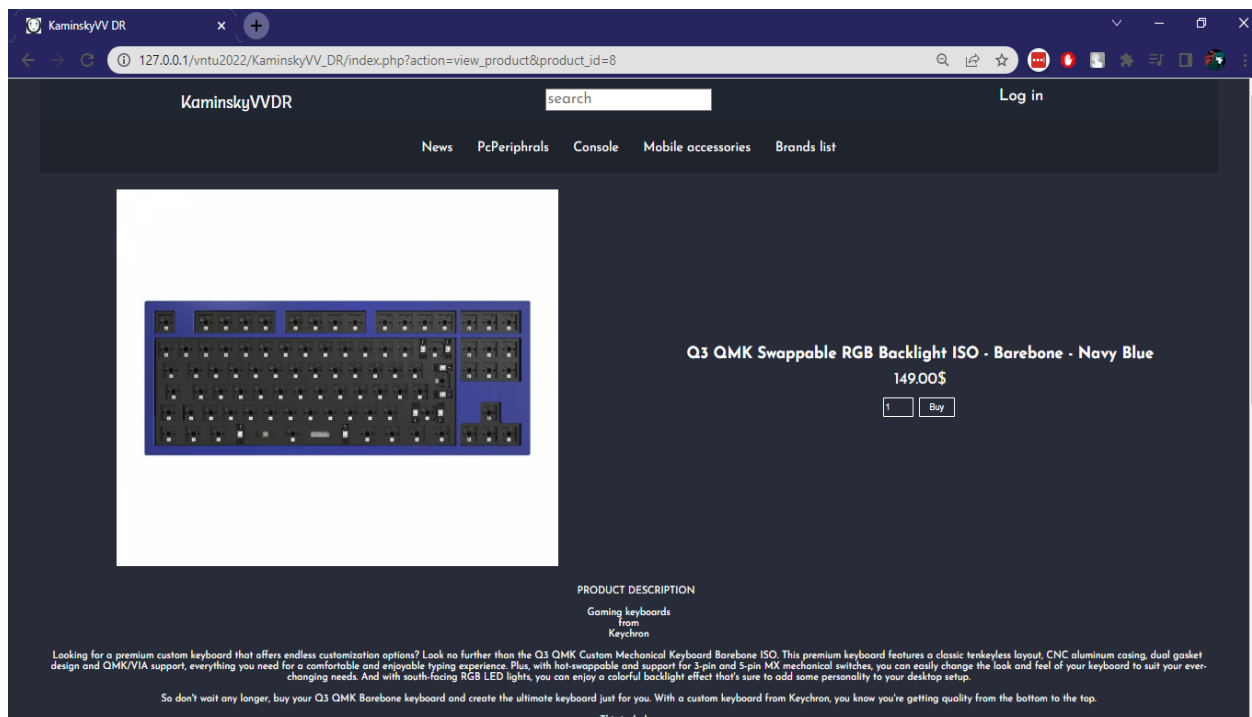 KaminskyVV DR
127.0.0.1/vntu2022/KaminskyVV_DR/index.php?action=view_product&product_id=8
KaminskyVVDR
search
Log in
News PcPeriphrals Console Mobile accessories Brands list
Q3 QMK Swappable RGB Backlight ISO - Barebone - Navy Blue
149.00$
1 Buy
PRODUCT DESCRIPTION
Gaming keyboards
from
Keychron
Looking for a premium custom keyboard that offers endless customization options? Look no further than the Q3 QMK Custom Mechanical Keyboard Barebone ISO. This premium keyboard features a classic tenkeyless layout, CNC aluminum casing, dual gasket
design and QMK/VIA support, everything you need for a comfortable and enjoyable typing experience. Plus, with hot-swappable and support for 3-pin and 5-pin MX mechanical switches, you can easily change the look and feel of your keyboard to suit your ever-
changing needs. And with south-facing RGB LED lights, you can enjoy a colorful backlight effect that's sure to add some personality to your desktop setup.
So don't wait any longer, buy your Q3 QMK Barebone keyboard and create the ultimate keyboard just for you. With a custom keyboard from Keychron, you know you're getting quality from the bottom to the top.